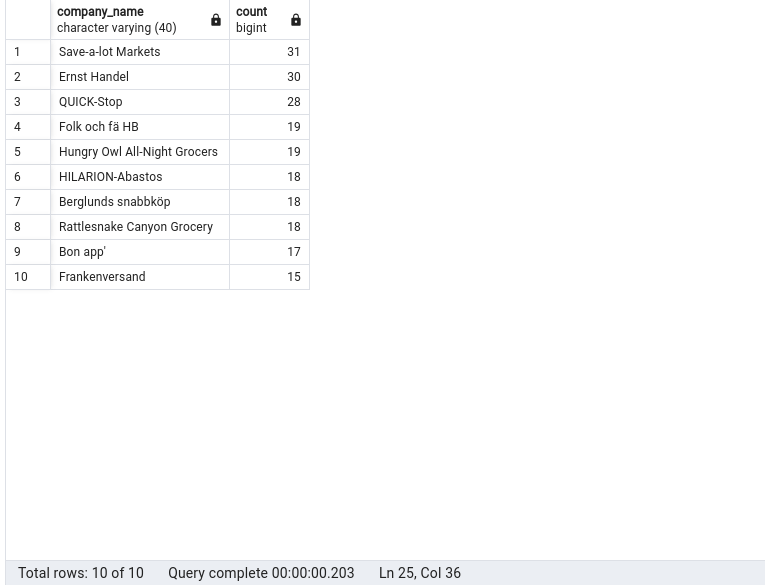 company_name count
character varying (40) bigint
1 Save-a-lot Markets 31
2 Ernst Handel 30
3 QUICK-Stop 28
4 Folk och fä HB 19
5 Hungry Owl All-Night Grocers 19
6 HILARION-Abastos 18
7 Berglunds snabbköp 18
8 Rattlesnake Canyon Grocery 18
9 Bon app' 17
10 Frankenversand 15
Total rows: 10 of 10 Query complete 00:00:00.203 Ln 25, Col 36